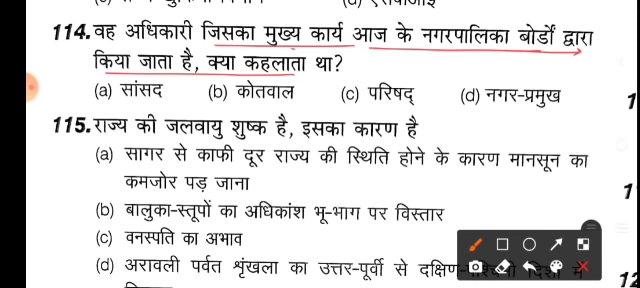 114. वह अधिकारी जिसका मुख्य कार्य आज के नगरपालिका बोर्डों द्वारा
किया जाता है, क्या कहलाता था?
(a) सांसद (b) कोतवाल (c) परिषद् (d) नगर-प्रमुख
115. राज्य की जलवायु शुष्क है, इसका कारण है
(a) सागर से काफी दूर राज्य की स्थिति होने के कारण मानसून का
कमजोर पड़ जाना
(b) बालुका-स्तूपों का अधिकांश भू-भाग पर विस्तार
(c) वनस्पति का अभाव
(d) अरावली पर्वत शृंखला का उत्तर-पूर्वी से दक्षिण-पश्चिमी दिशा में